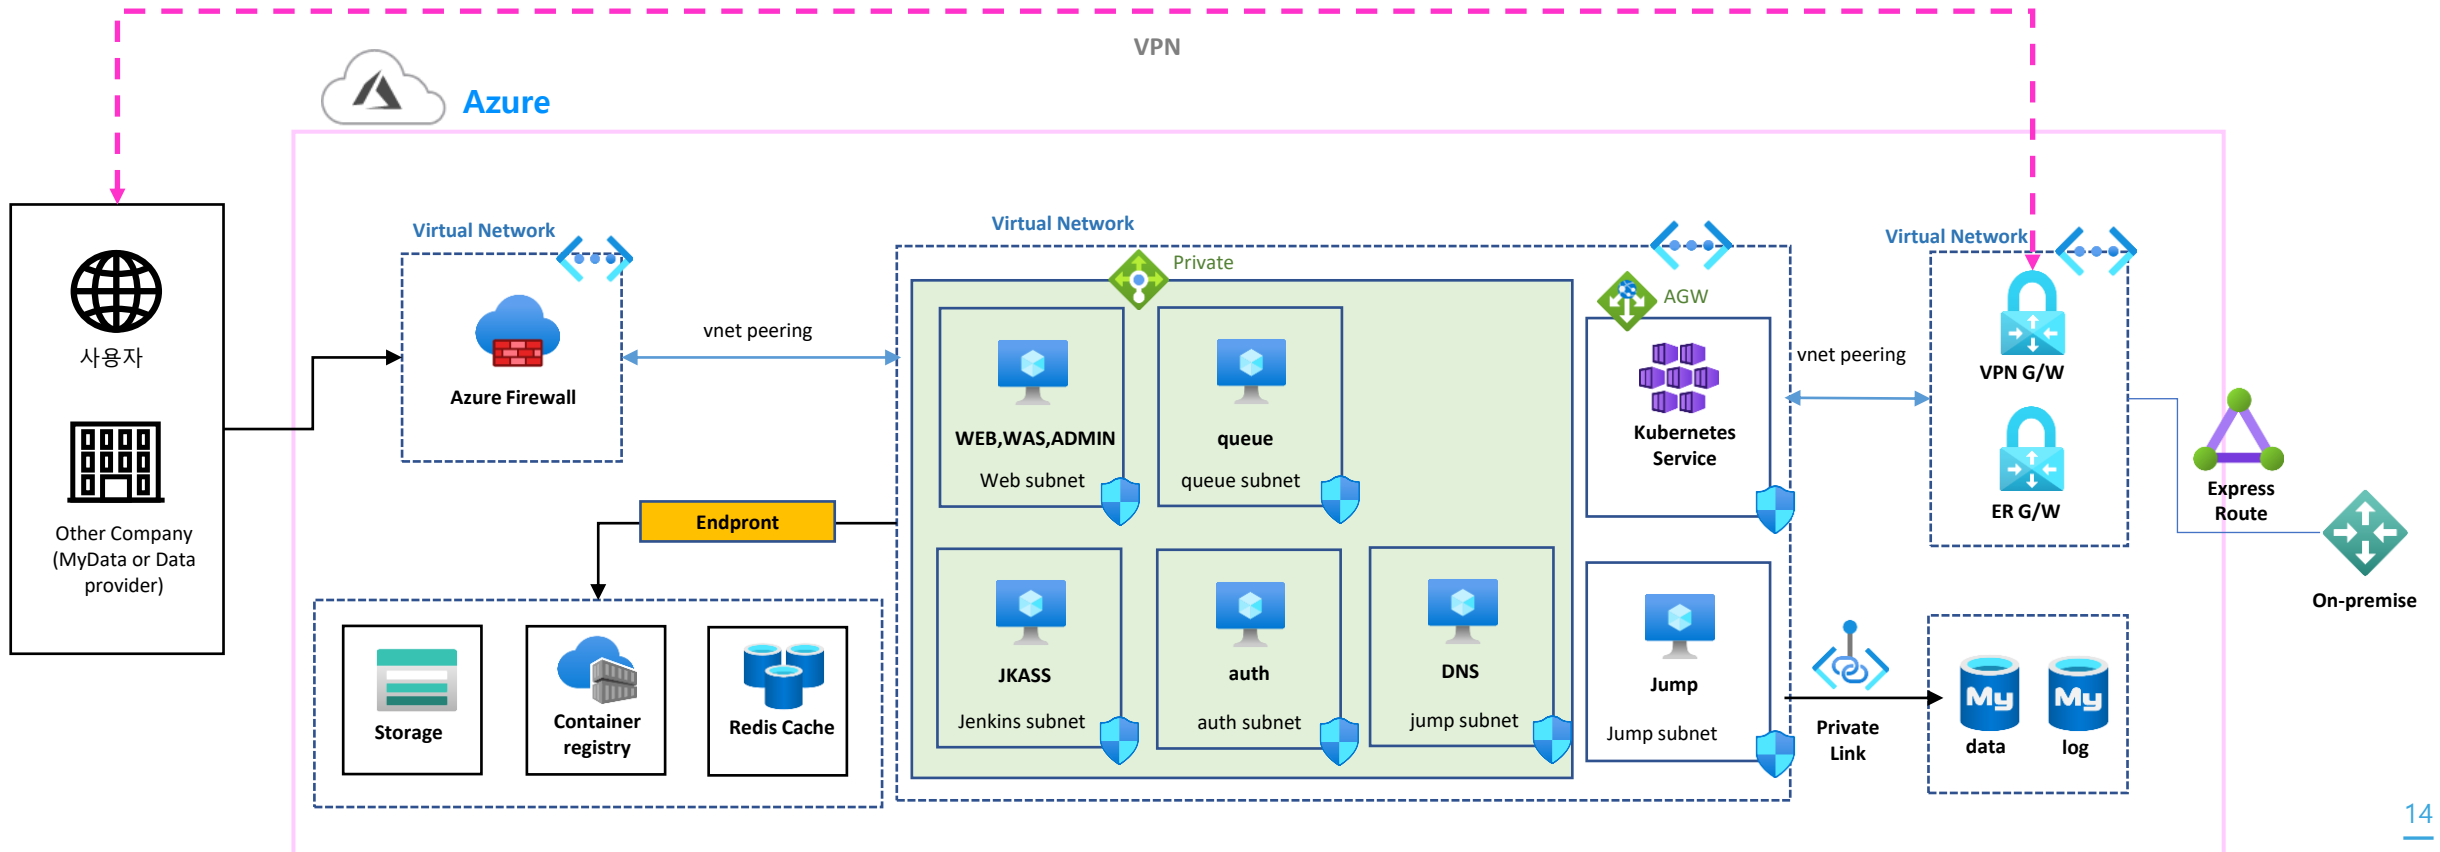 VPN
Azure
Virtual Network
Virtual Network
Virtual Network
Private
AGW
사용자
Other Company
(MyData or Data
provider)
Azure Firewall
vnet peering
WEB,WAS,ADMIN
Web subnet
queue
queue subnet
Kubernetes
Service
vnet peering
VPN G/W
ER G/W
Express
Route
On-premise
Endpront
Storage
Container
registry
Redis Cache
JKASS
Jenkins subnet
auth
auth subnet
DNS
jump subnet
Jump
Jump subnet
Private
Link
My
data
My
log
14